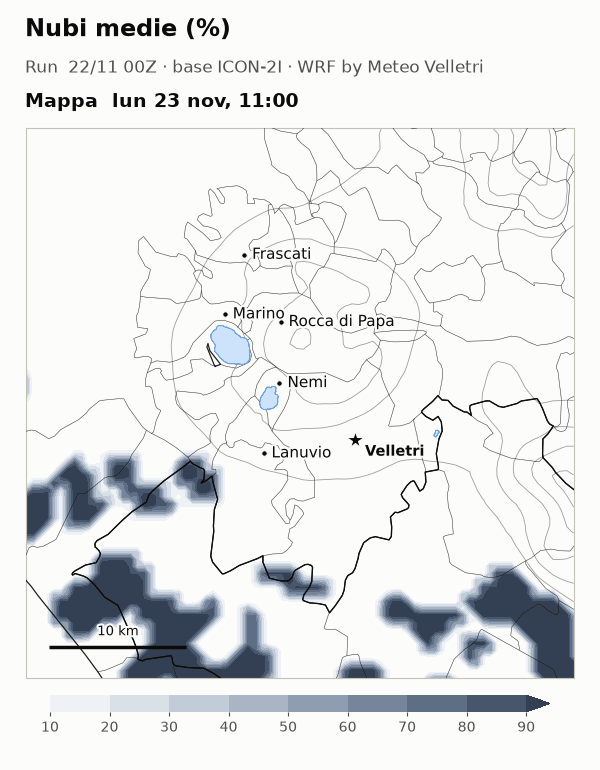 Nubi medie (%)
Run  22/11 00Z · base ICON-2I · WRF by Meteo Velletri
Mappa  lun 23 nov, 11:00
Frascati
Marino
Rocca di Papa
Nemi
Velletri
Lanuvio
10 km
10 20 30 40 50 60 70 80 90